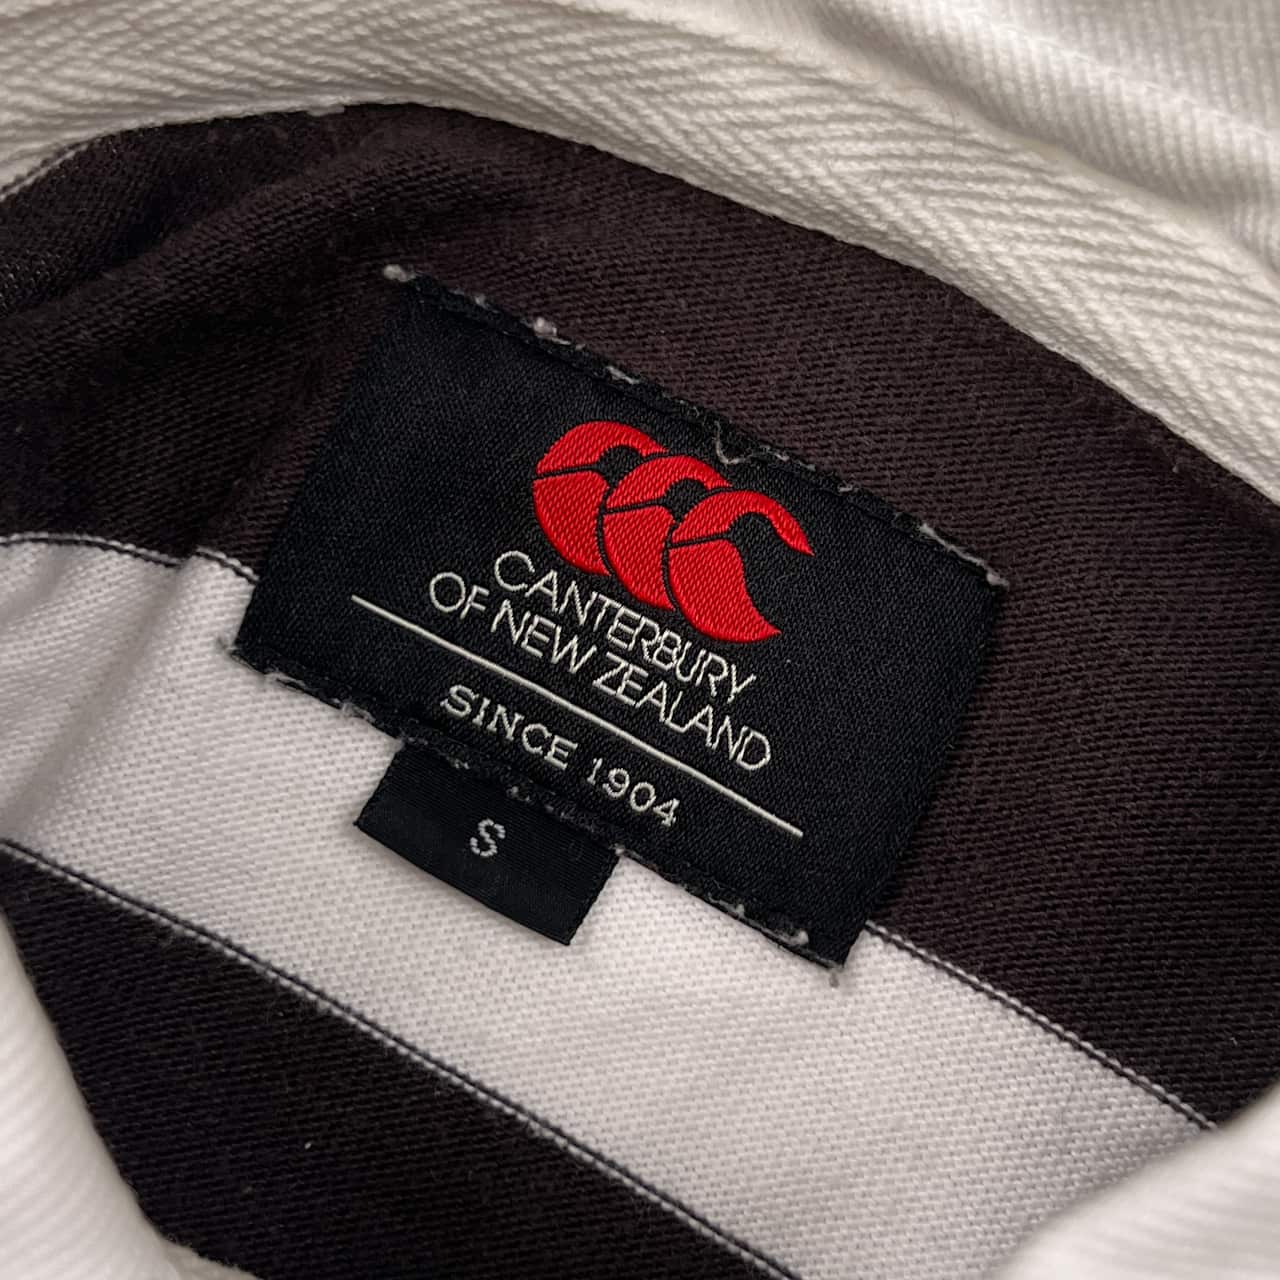 CANTERBURY
OF NEW ZEALAND
SINCE 1904
S